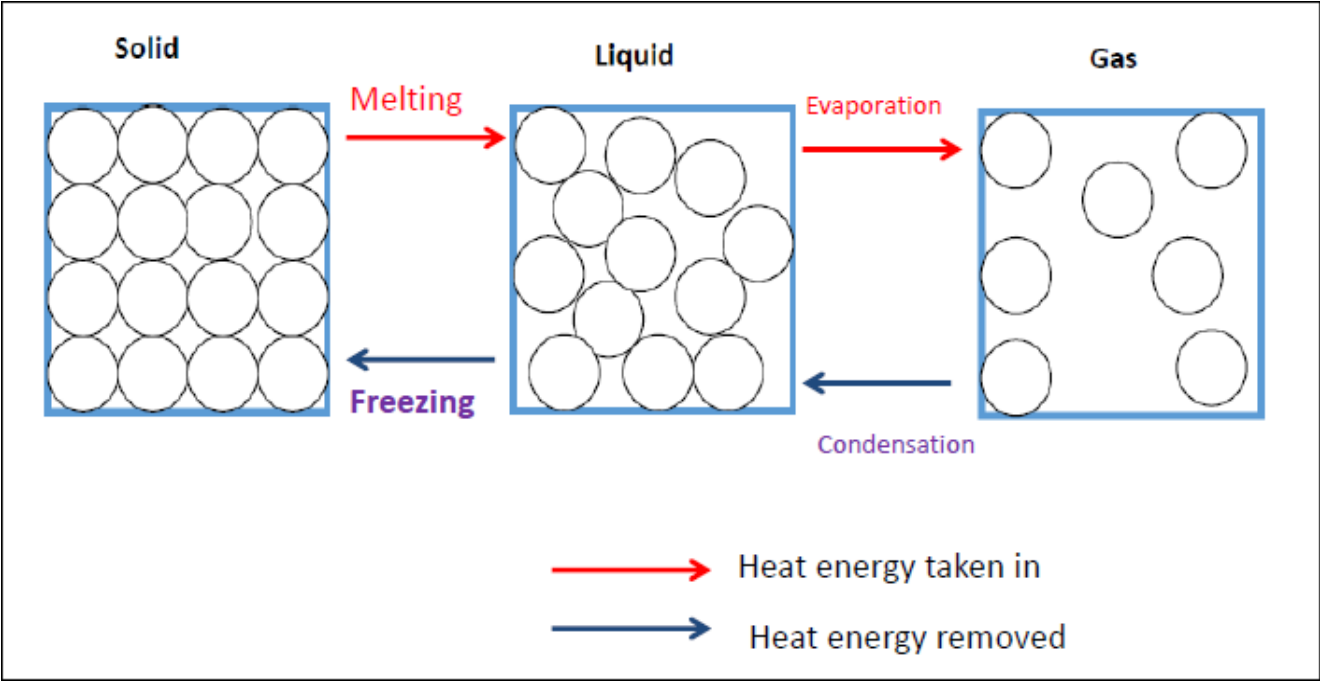 Solid
Liquid
Gas
Melting
Evaporation
Freezing
Condensation
Heat energy taken in
Heat energy removed